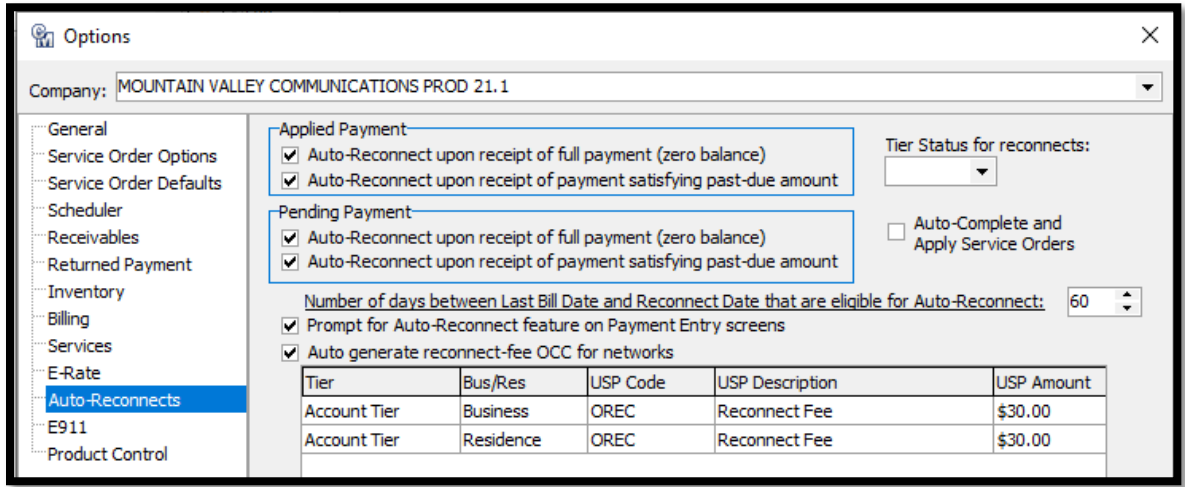 Options
Company: MOUNTAIN VALLEY COMMUNICATIONS PROD 21.1
General
Service Order Options
Service Order Defaults
Scheduler
Receivables
Returned Payment
Inventory
Billing
Services
E-Rate
Auto-Reconnects
E911
Product Control
Applied Payment
Auto-Reconnect upon receipt of full payment (zero balance)
Auto-Reconnect upon receipt of payment satisfying past-due amount
Tier Status for reconnects:
Pending Payment
Auto-Reconnect upon receipt of full payment (zero balance)
Auto-Reconnect upon receipt of payment satisfying past-due amount
Auto-Complete and
Apply Service Orders
Number of days between Last Bill Date and Reconnect Date that are eligible for Auto-Reconnect: 60
Prompt for Auto-Reconnect feature on Payment Entry screens
Auto generate reconnect-fee OCC for networks
Tier Bus/Res USP Code USP Description USP Amount
Account Tier Business OREC Reconnect Fee $30.00
Account Tier Residence OREC Reconnect Fee $30.00